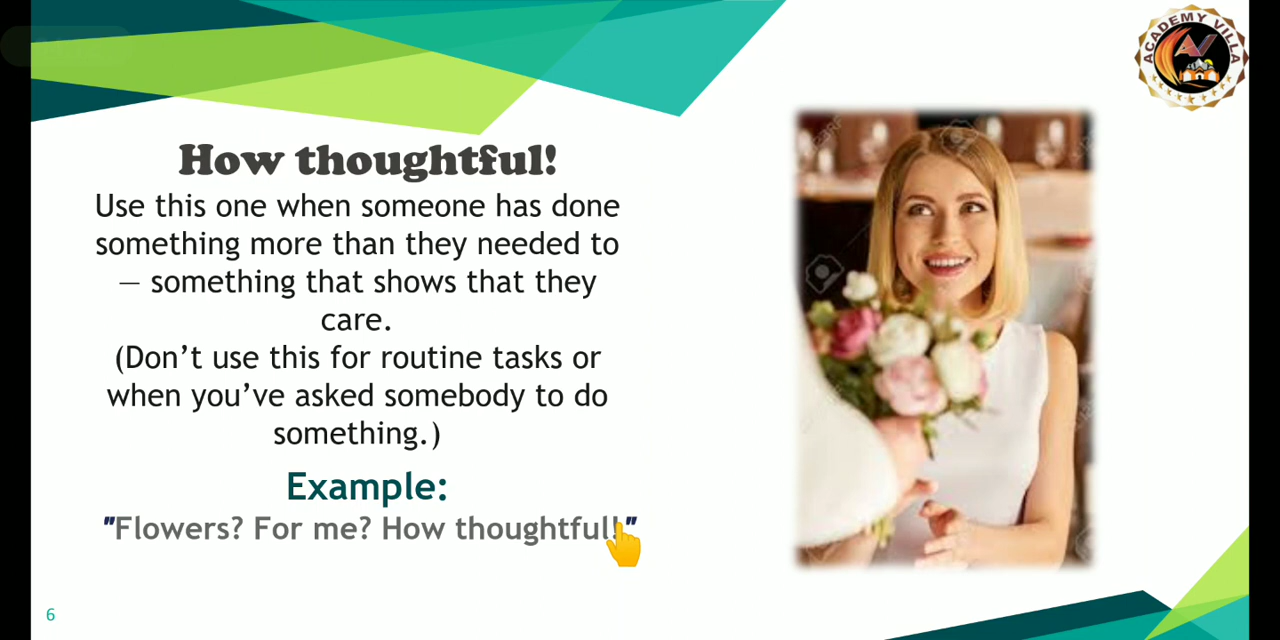 ACADEMY VILLA
How thoughtful!
Use this one when someone has done
something more than they needed to
— something that shows that they
care.
(Don't use this for routine tasks or
when you've asked somebody to do
something.)
Example:
"Flowers? For me? How thoughtful!"
6